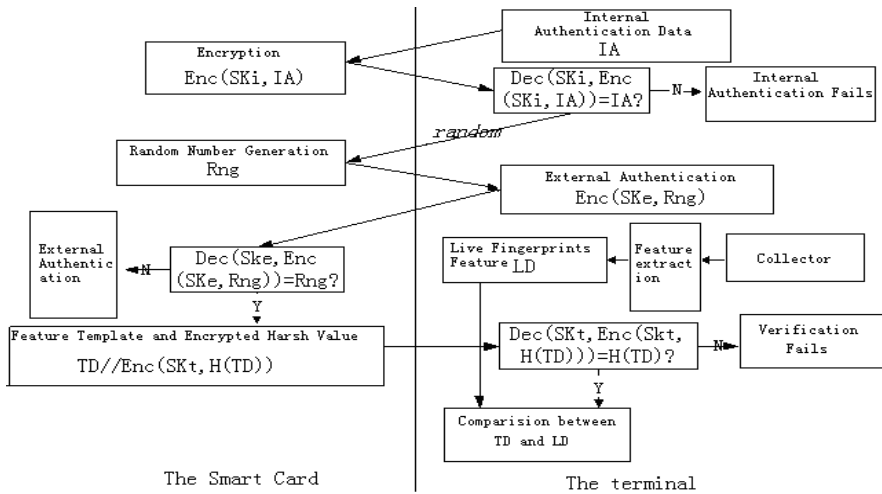 Internal
Authentication Data
IA
Encryption
Enc(SKi,IA)
Dec(SKi,Enc
(SKi,IA))=IA?
N
Internal
Authentication Fails
random
Random Number Generation
Rng
External Authentication
Enc(SKe,Rng)
External
Authentic
ation
N
Dec(Ske,Enc
(SKe,Rng))=Rng?
Live Fingerprints
Feature LD
Feature
extract
ion
Collector
Y
Feature Template and Encrypted Harsh Value
TD//Enc(SKt,H(TD))
Dec(SKt,Enc(Skt,
H(TD)))=H(TD)?
N
Verification
Fails
Y
Comparision between
TD and LD
The Smart Card
The terminal